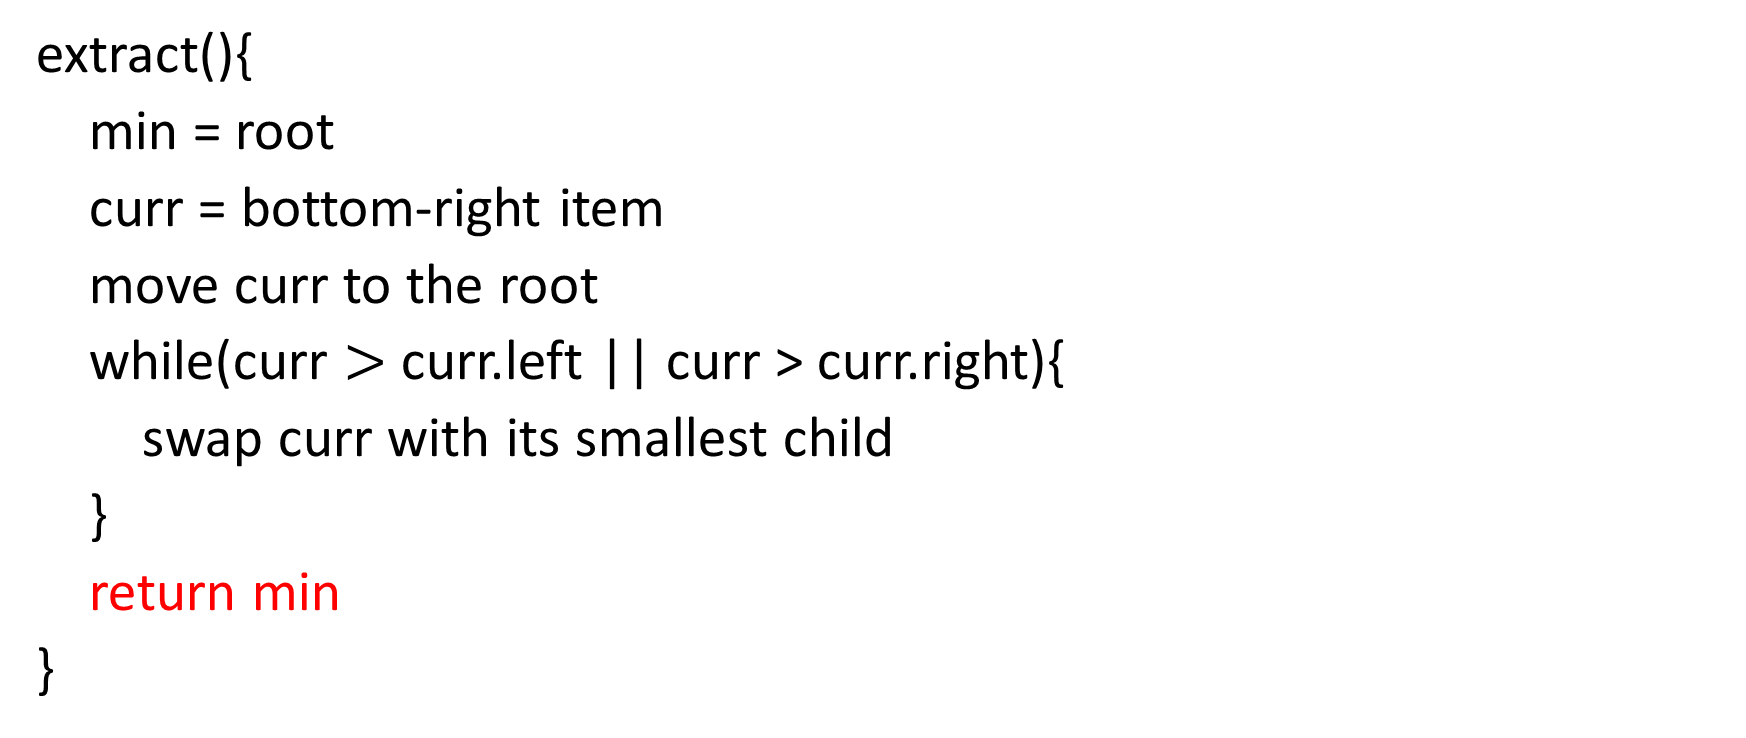 extract(){
min = root
curr = bottom-right item
move curr to the root
while(curr > curr.left || curr > curr.right){
swap curr with its smallest child
}
return min
}